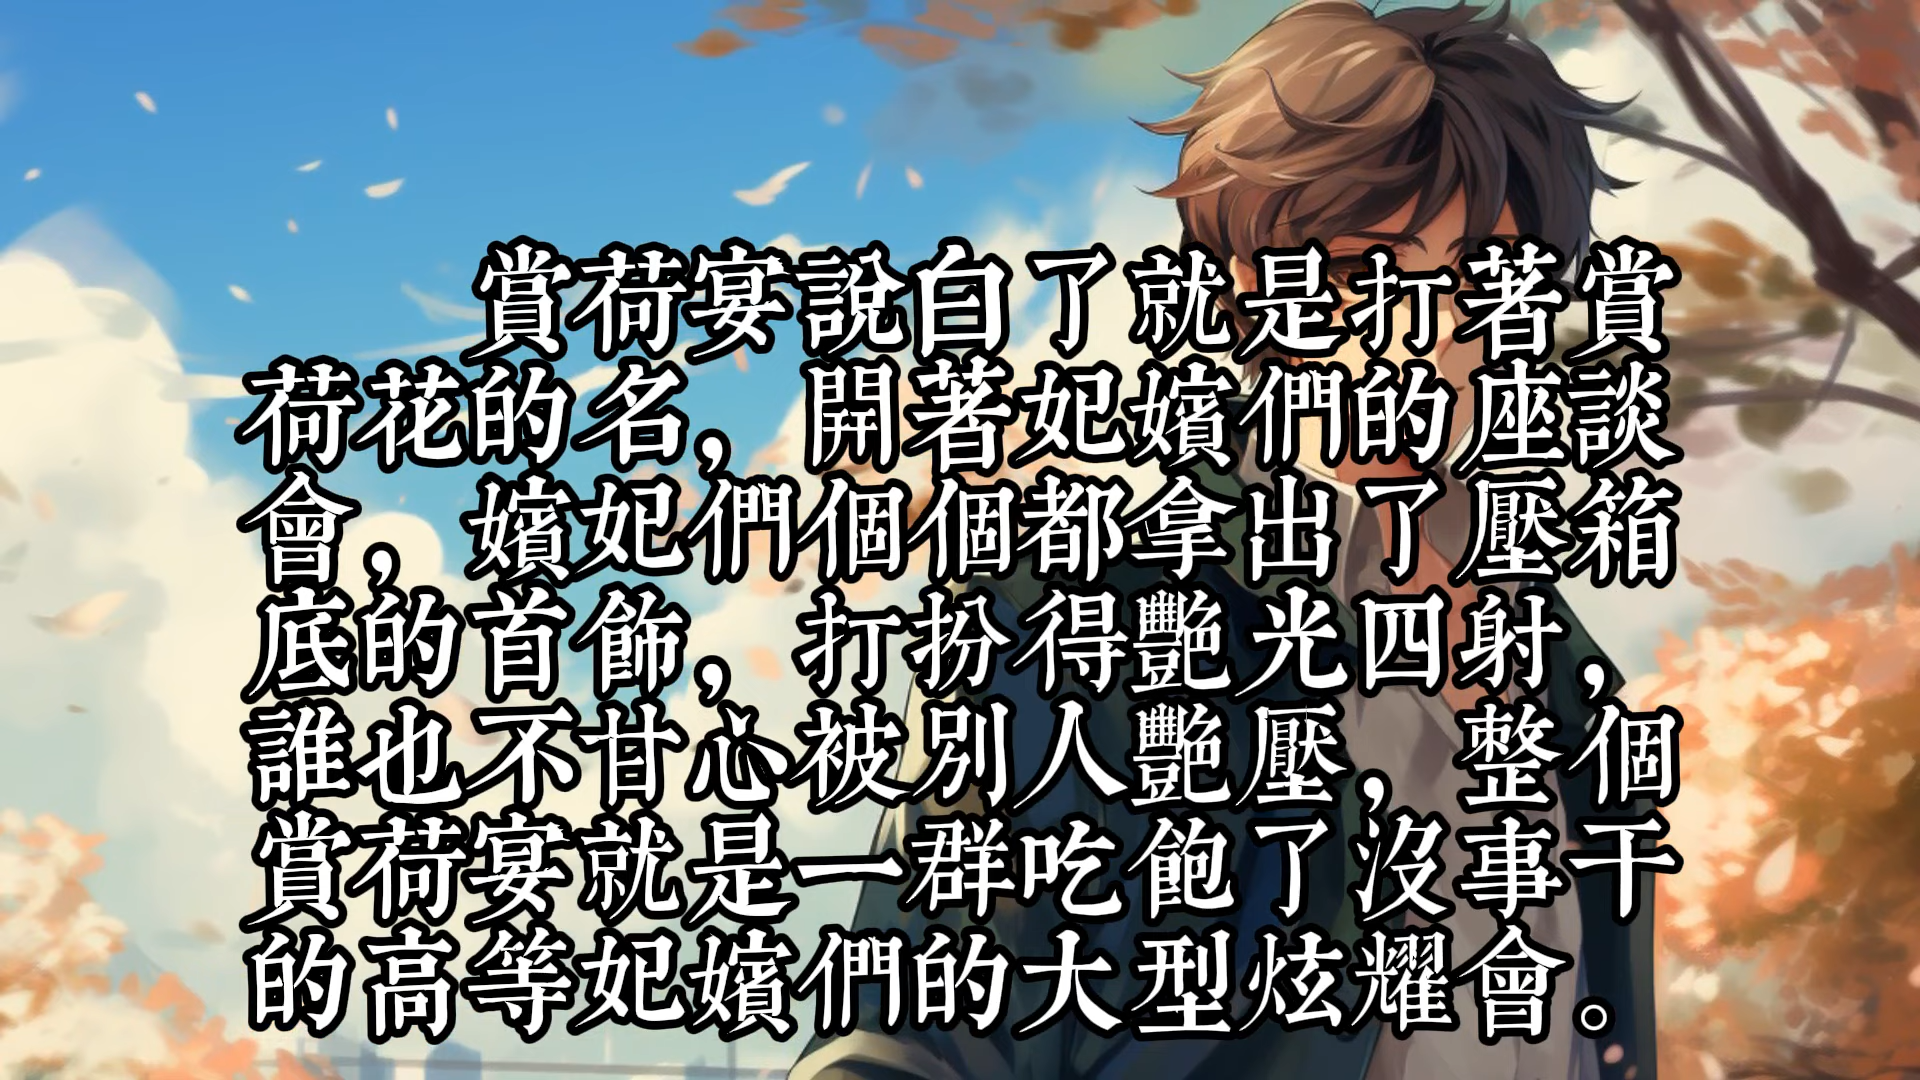 賞荷宴說白了就是打著賞
荷花的名，開著妃嬪們的座談
會，嬪妃們個個都拿出了壓箱
底的首飾，打扮得艷光四射，
誰也不甘心被別人艷壓，整個
賞荷宴就是一群吃飽了沒事干
的高等妃嬪們的大型炫耀會。